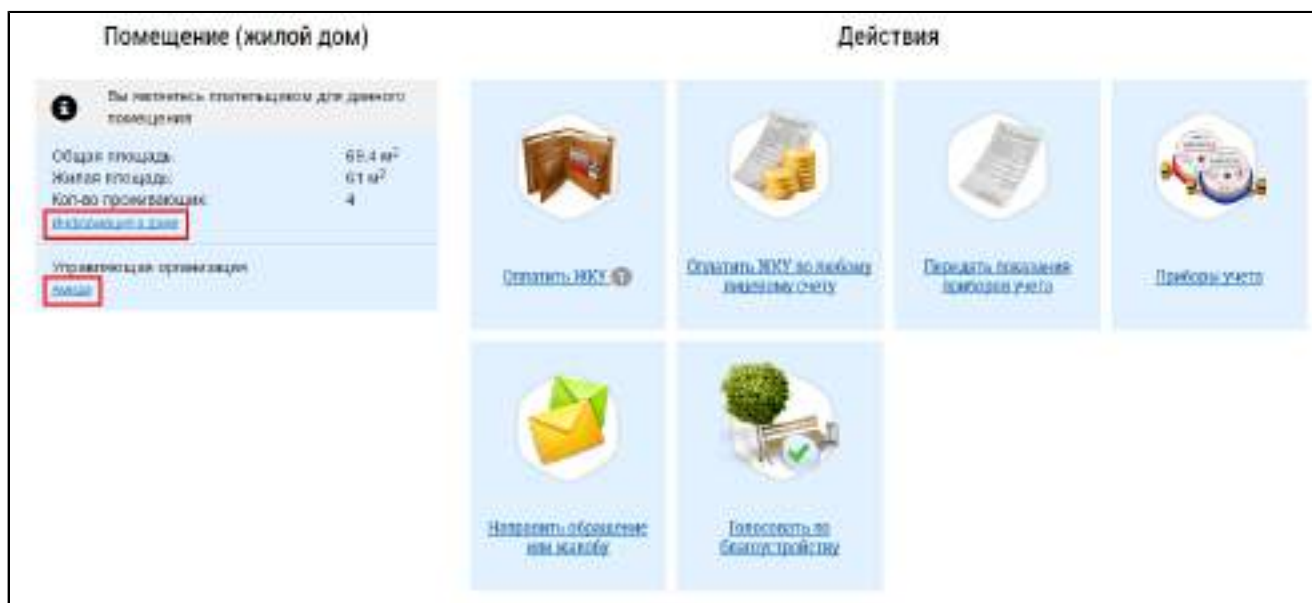 Помещение (жилой дом)
Действия
Вы являетесь плательщиком для данного
помещения
Общая площадь: 69.4 м²
Жилая площадь: 61 м²
Кол-во проживающих: 4
Информация о доме
Управляющая организация
Оплатить ЖКУ
Оплатить ЖКУ по любому
лицевому счету
Передать показания
приборов учета
Приборы учета
Направить обращение
или жалобу
Голосовать по
благоустройству